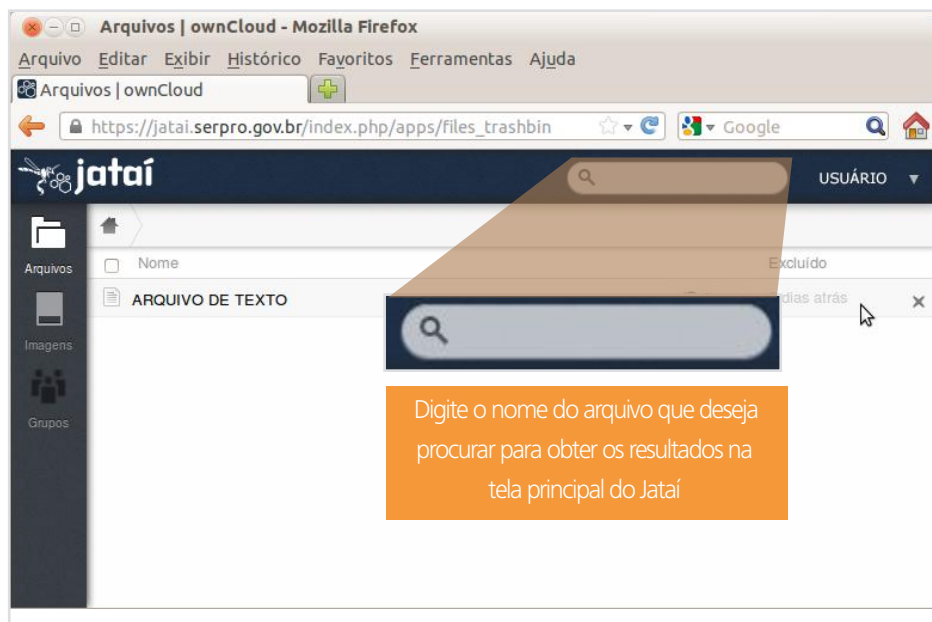 Arquivos | ownCloud - Mozilla Firefox
Arquivo Editar Exibir Histórico Favoritos Ferramentas Ajuda
Arquivos | ownCloud
https://jatai.serpro.gov.br/index.php/apps/files_trashbin Google
jataí USUÁRIO
Arquivos
Nome Excluído
ARQUIVO DE TEXTO dias atrás
Imagens
Grupos
Digite o nome do arquivo que deseja
procurar para obter os resultados na
tela principal do Jataí